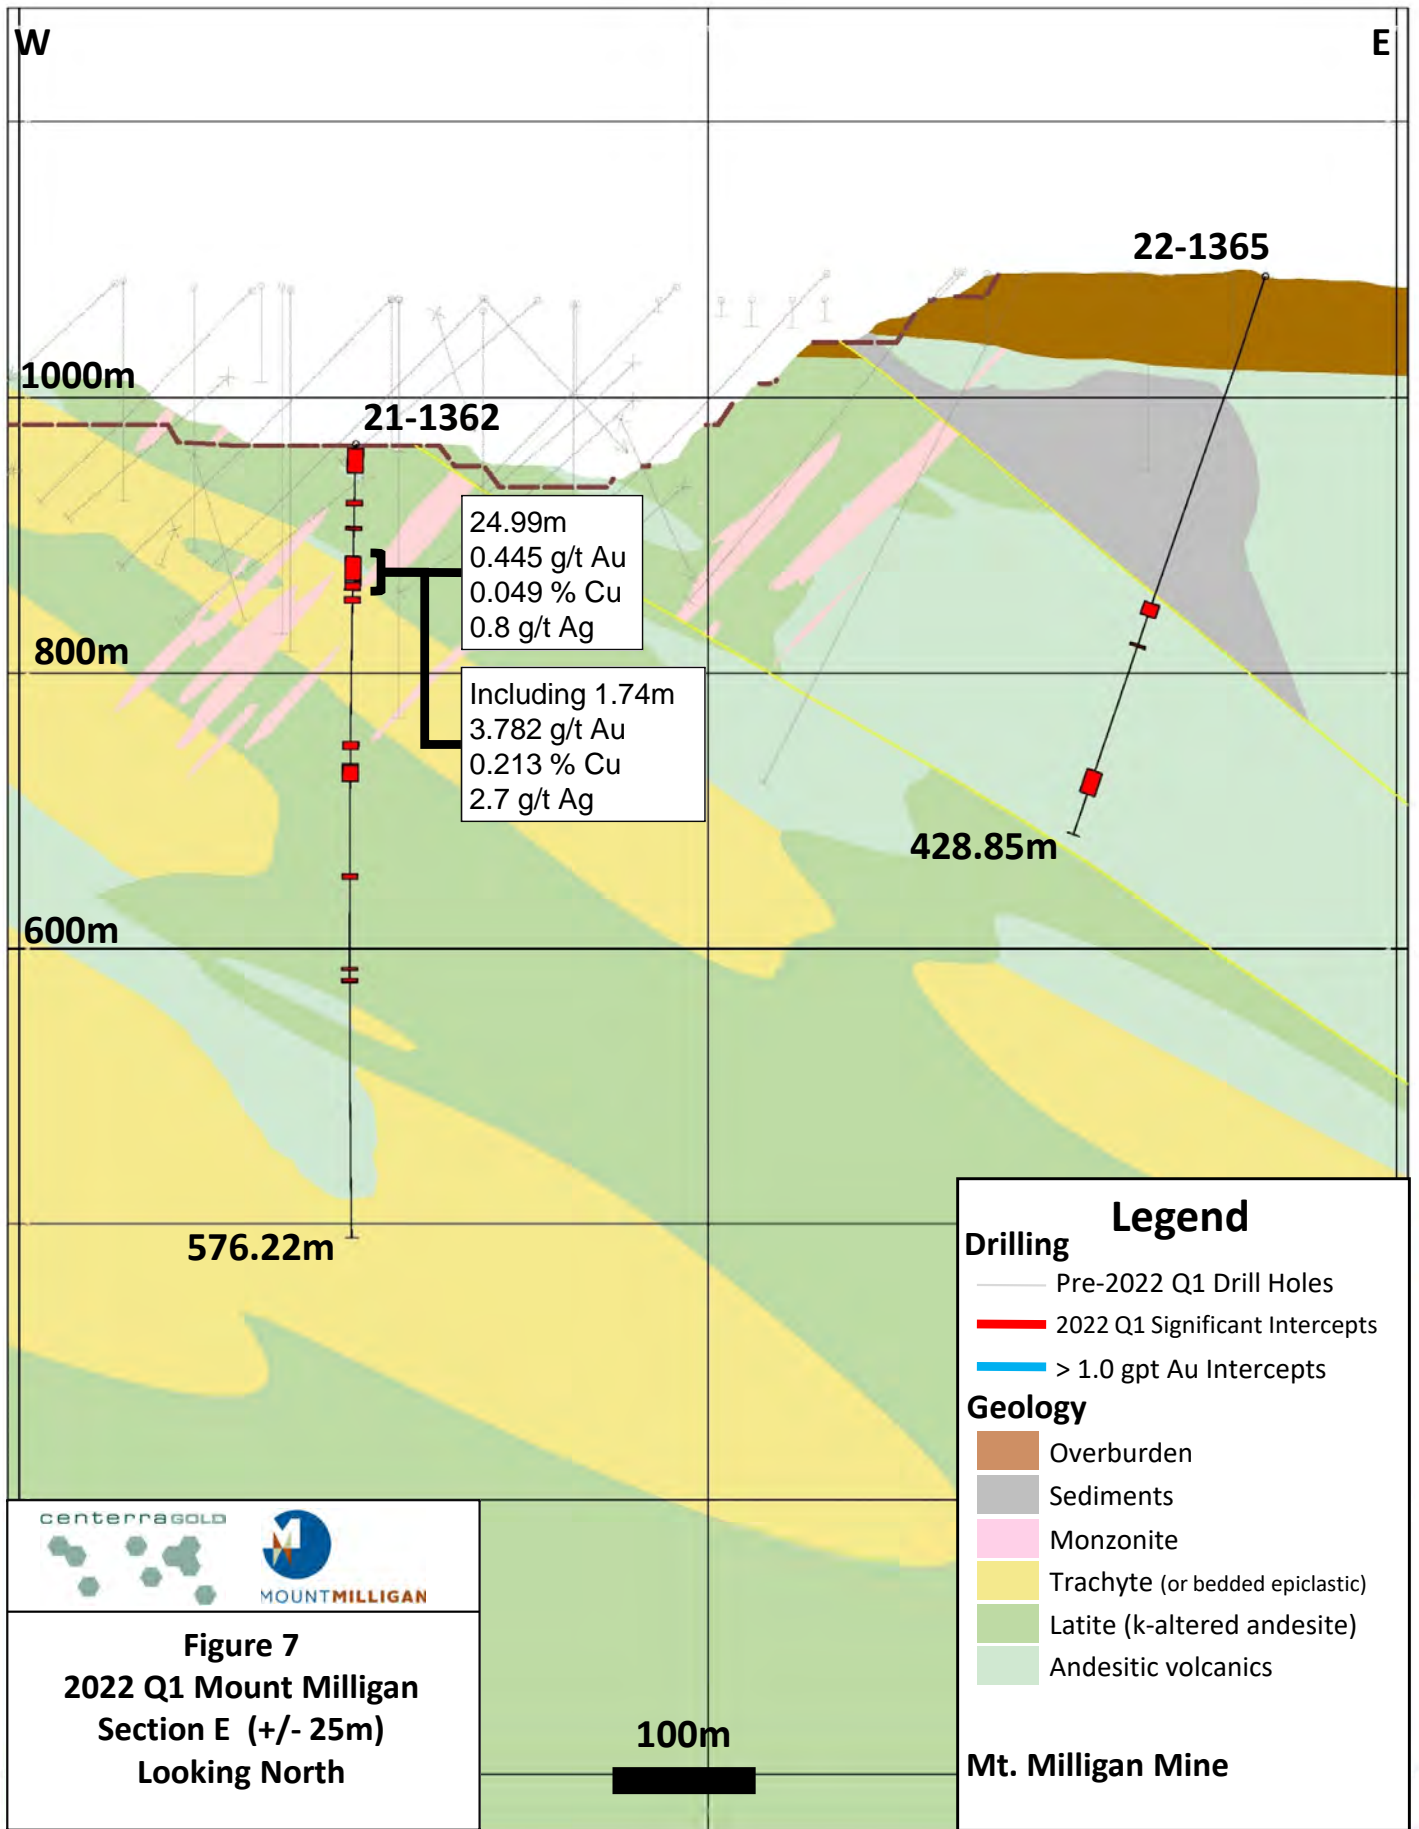 W
E
22-1365
1000m
21-1362
24.99m
0.445 g/t Au
0.049 % Cu
0.8 g/t Ag
800m
Including 1.74m
3.782 g/t Au
0.213 % Cu
2.7 g/t Ag
428.85m
600m
576.22m
Legend
Drilling
Pre-2022 Q1 Drill Holes
2022 Q1 Significant Intercepts
> 1.0 gpt Au Intercepts
Geology
Overburden
Sediments
Monzonite
Trachyte (or bedded epiclastic)
Latite (k-altered andesite)
Andesitic volcanics
Mt. Milligan Mine
centerraGOLD
M
MOUNTMILLIGAN
Figure 7
2022 Q1 Mount Milligan
Section E (+/- 25m)
Looking North
100m